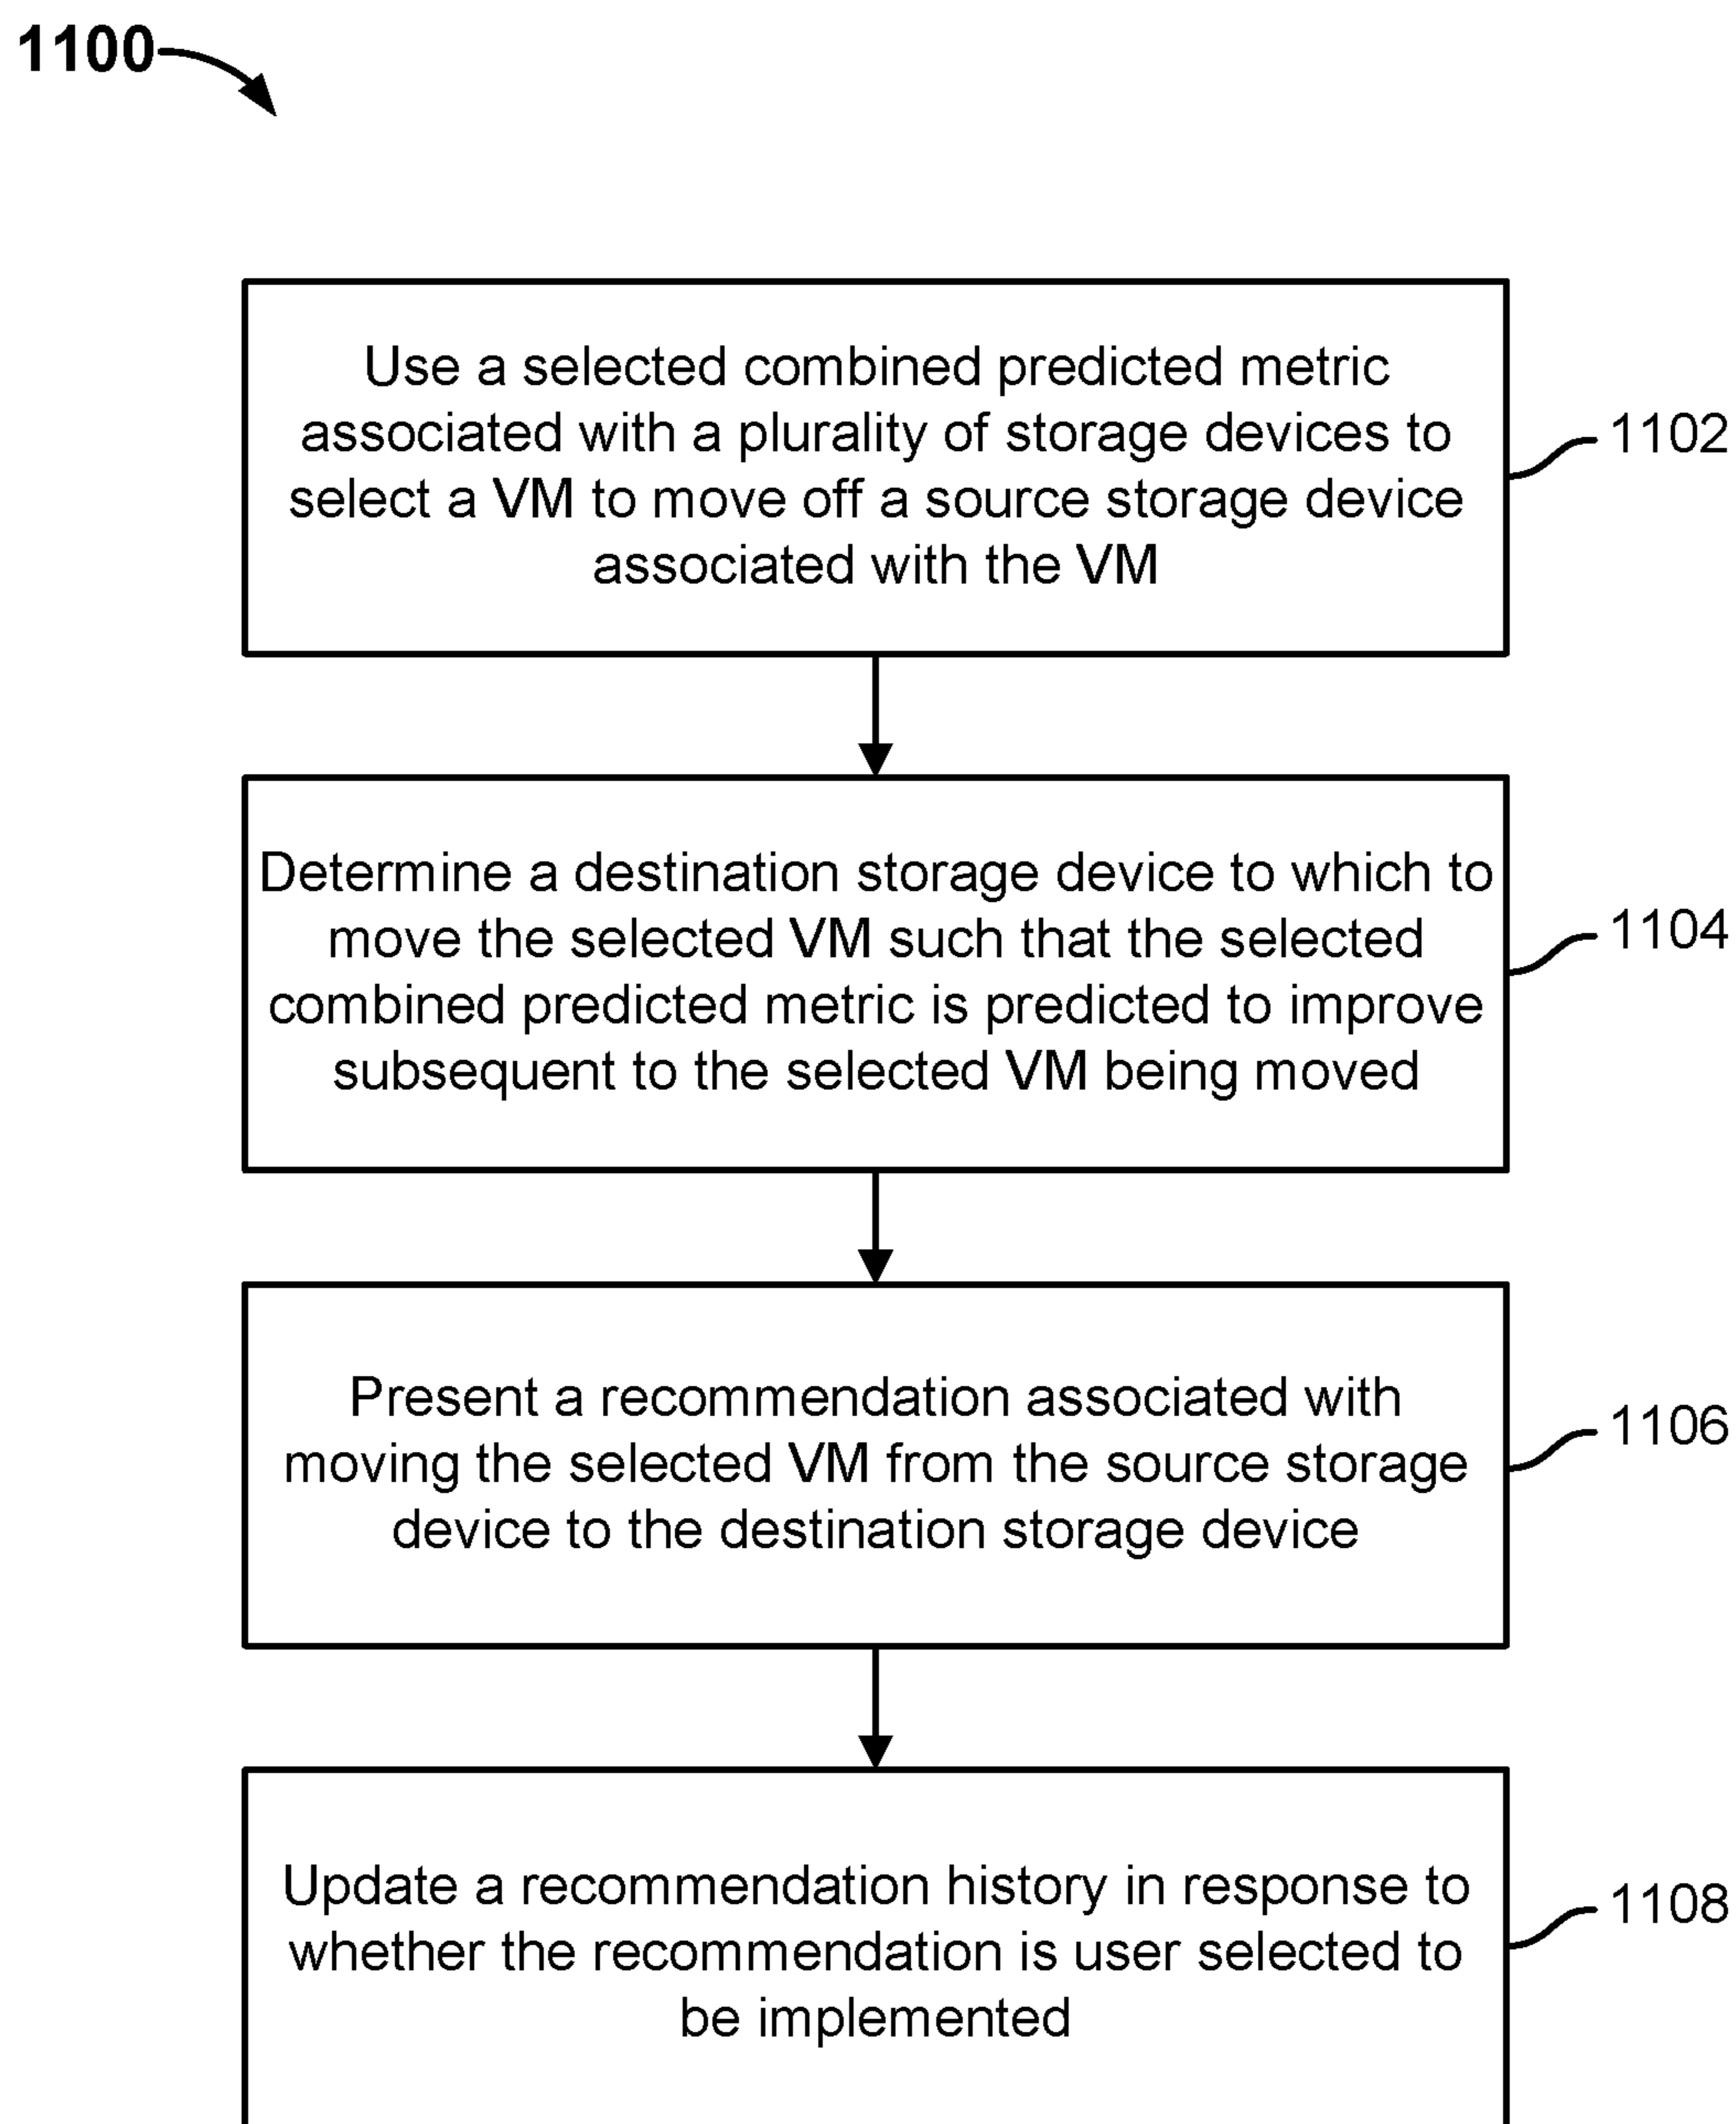 1100
Use a selected combined predicted metric
associated with a plurality of storage devices to
select a VM to move off a source storage device
associated with the VM
1102
Determine a destination storage device to which to
move the selected VM such that the selected
combined predicted metric is predicted to improve
subsequent to the selected VM being moved
1104
Present a recommendation associated with
moving the selected VM from the source storage
device to the destination storage device
1106
Update a recommendation history in response to
whether the recommendation is user selected to
be implemented
1108